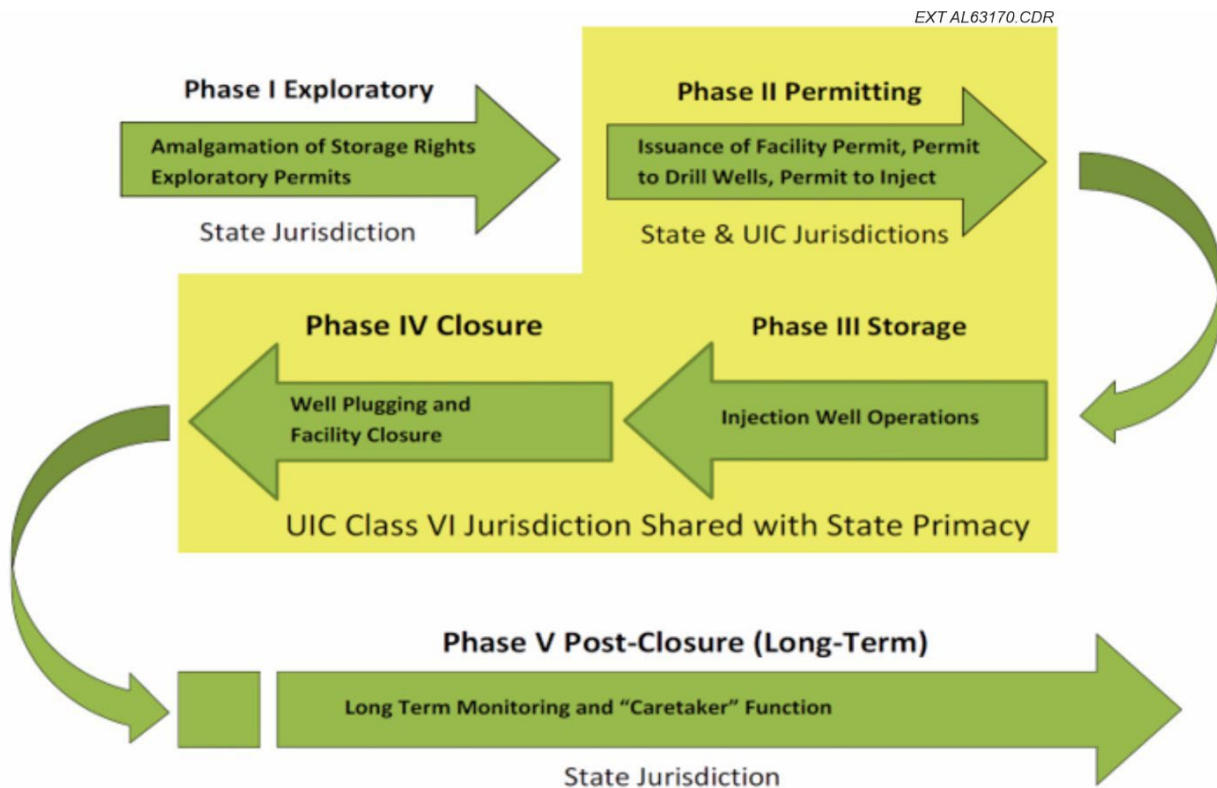 EXT AL63170.CDR
Phase I Exploratory
Amalgamation of Storage Rights
Exploratory Permits
State Jurisdiction
Phase II Permitting
Issuance of Facility Permit, Permit
to Drill Wells, Permit to Inject
State & UIC Jurisdictions
Phase III Storage
Injection Well Operations
Phase IV Closure
Well Plugging and
Facility Closure
UIC Class VI Jurisdiction Shared with State Primacy
Phase V Post-Closure (Long-Term)
Long Term Monitoring and “Caretaker” Function
State Jurisdiction